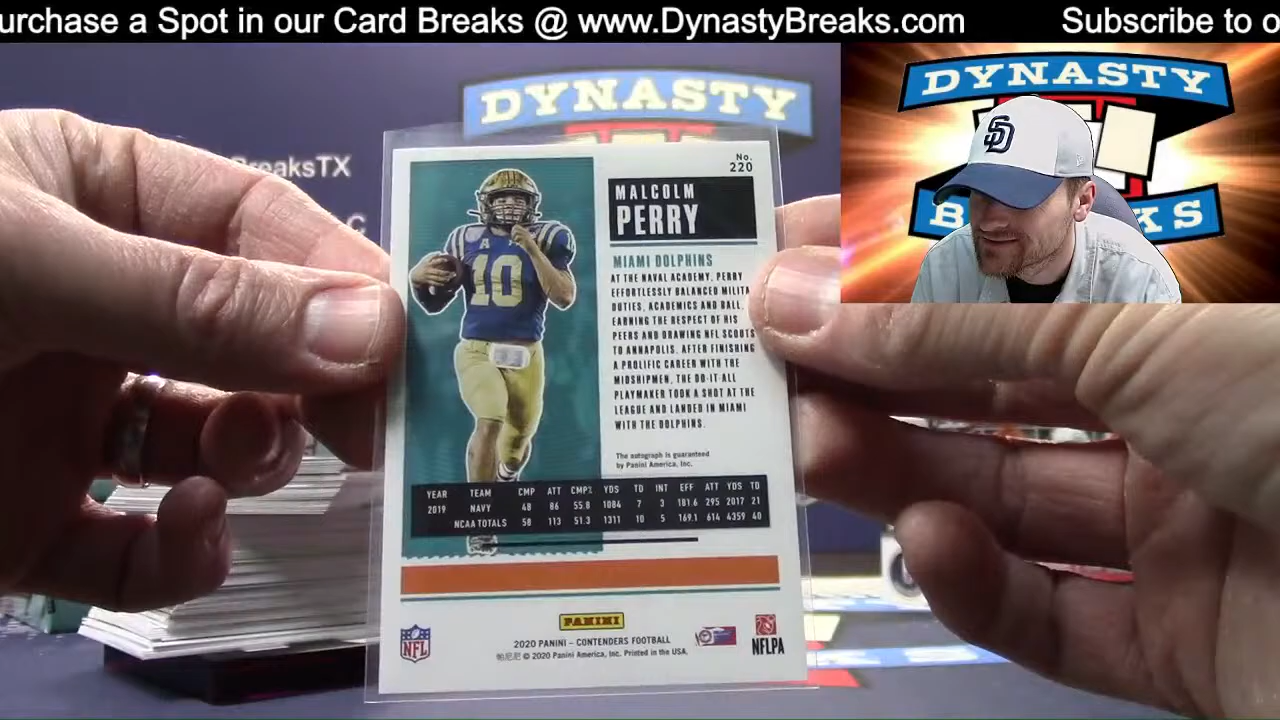 urchase a Spot in our Card Breaks @ www.DynastyBreaks.com
Subscribe to o
DYNASTY
BreaksTX
DYNASTY
SD
No.
220
MALCOLM
PERRY
MIAMI DOLPHINS
AT THE NAVAL ACADEMY, PERRY
EFFORTLESSLY BALANCED MILITA
DUTIES, ACADEMICS AND BALL,
EARNING THE RESPECT OF HIS
PEERS AND DRAWING NFL SCOUTS
TO ANNAPOLIS. AFTER FINISHING
A PROLIFIC CAREER WITH THE
MIDSHIPMEN, THE DO-IT-ALL
PLAYMAKER TOOK A SHOT AT THE
LEAGUE AND LANDED IN MIAMI
WITH THE DOLPHINS.
The autograph is guaranteed
by Panini America, Inc.
10
YEAR TEAM CMP ATT CMP% YDS TD INT EFF ATT YDS TD
2019 NAVY 48 86 55.8 1084 7 3 181.6 295 2017 21
NCAA TOTALS 58 113 51.3 1311 10 5 169.1 614 4359 40
PANINI
2020 PANINI – CONTENDERS FOOTBALL
© 2020 Panini America, Inc. Printed in the USA.
NFL
NFLPA